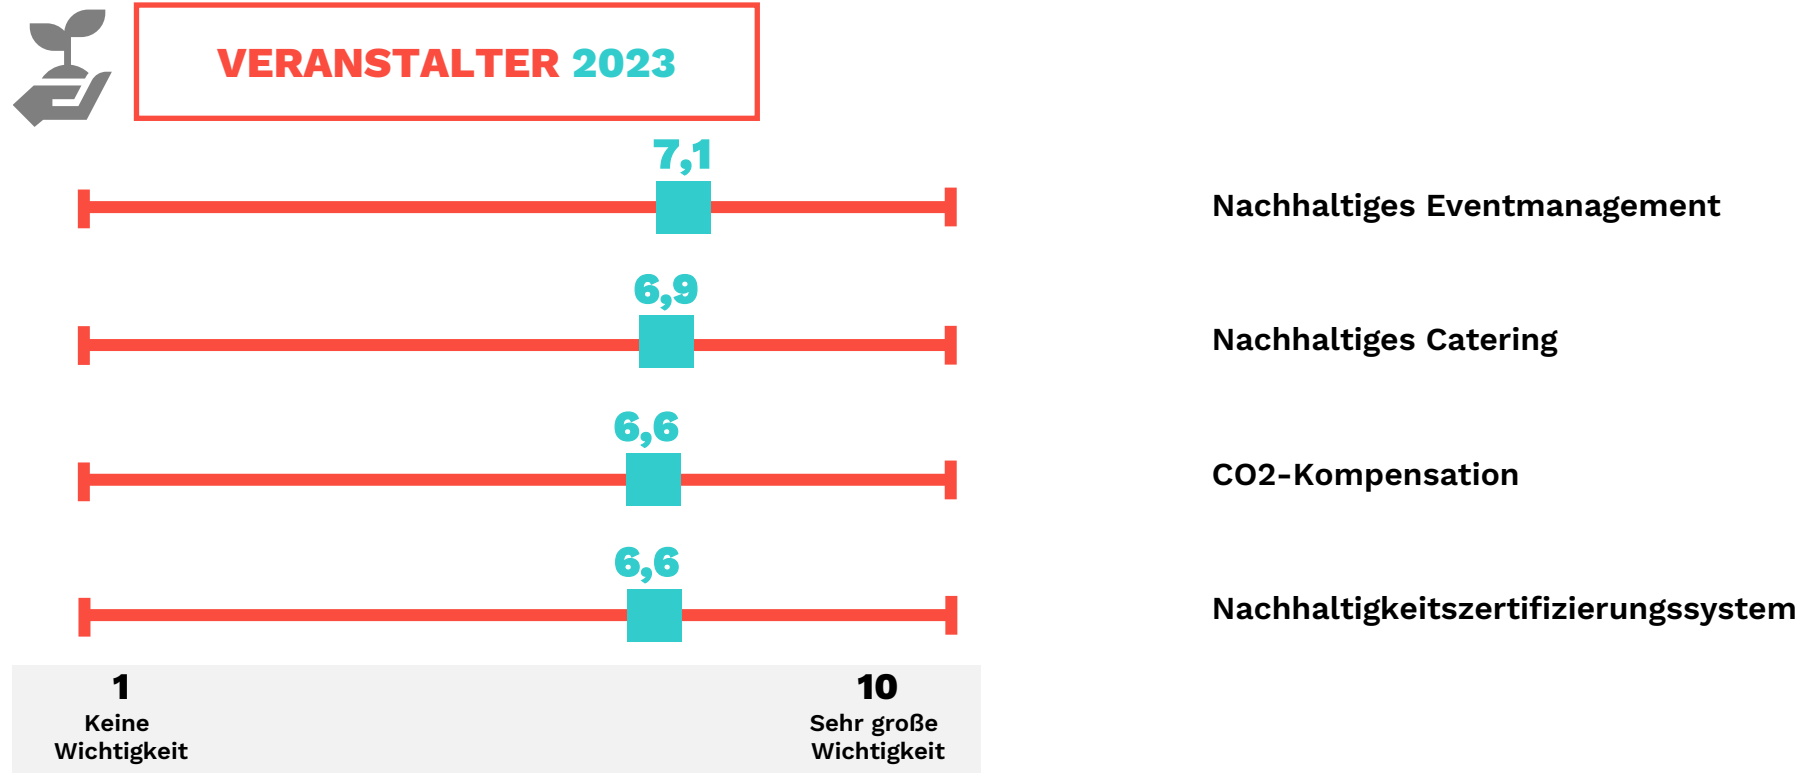 VERANSTALTER 2023
7,1
Nachhaltiges Eventmanagement
6,9
Nachhaltiges Catering
6,6
CO2-Kompensation
6,6
Nachhaltigkeitszertifizierungssystem
1
Keine
Wichtigkeit
10
Sehr große
Wichtigkeit